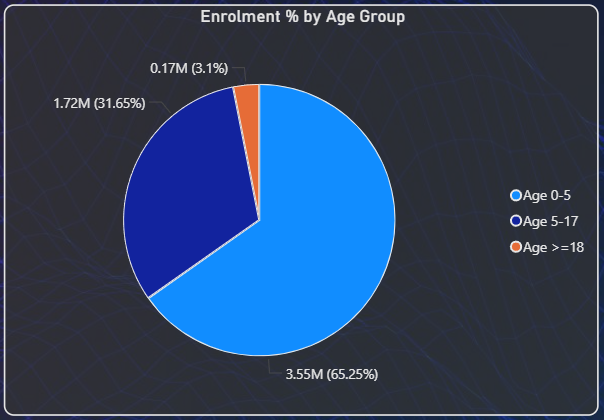 Enrolment % by Age Group
0.17M (3.1%)
1.72M (31.65%)
Age 0-5
Age 5-17
Age >=18
3.55M (65.25%)